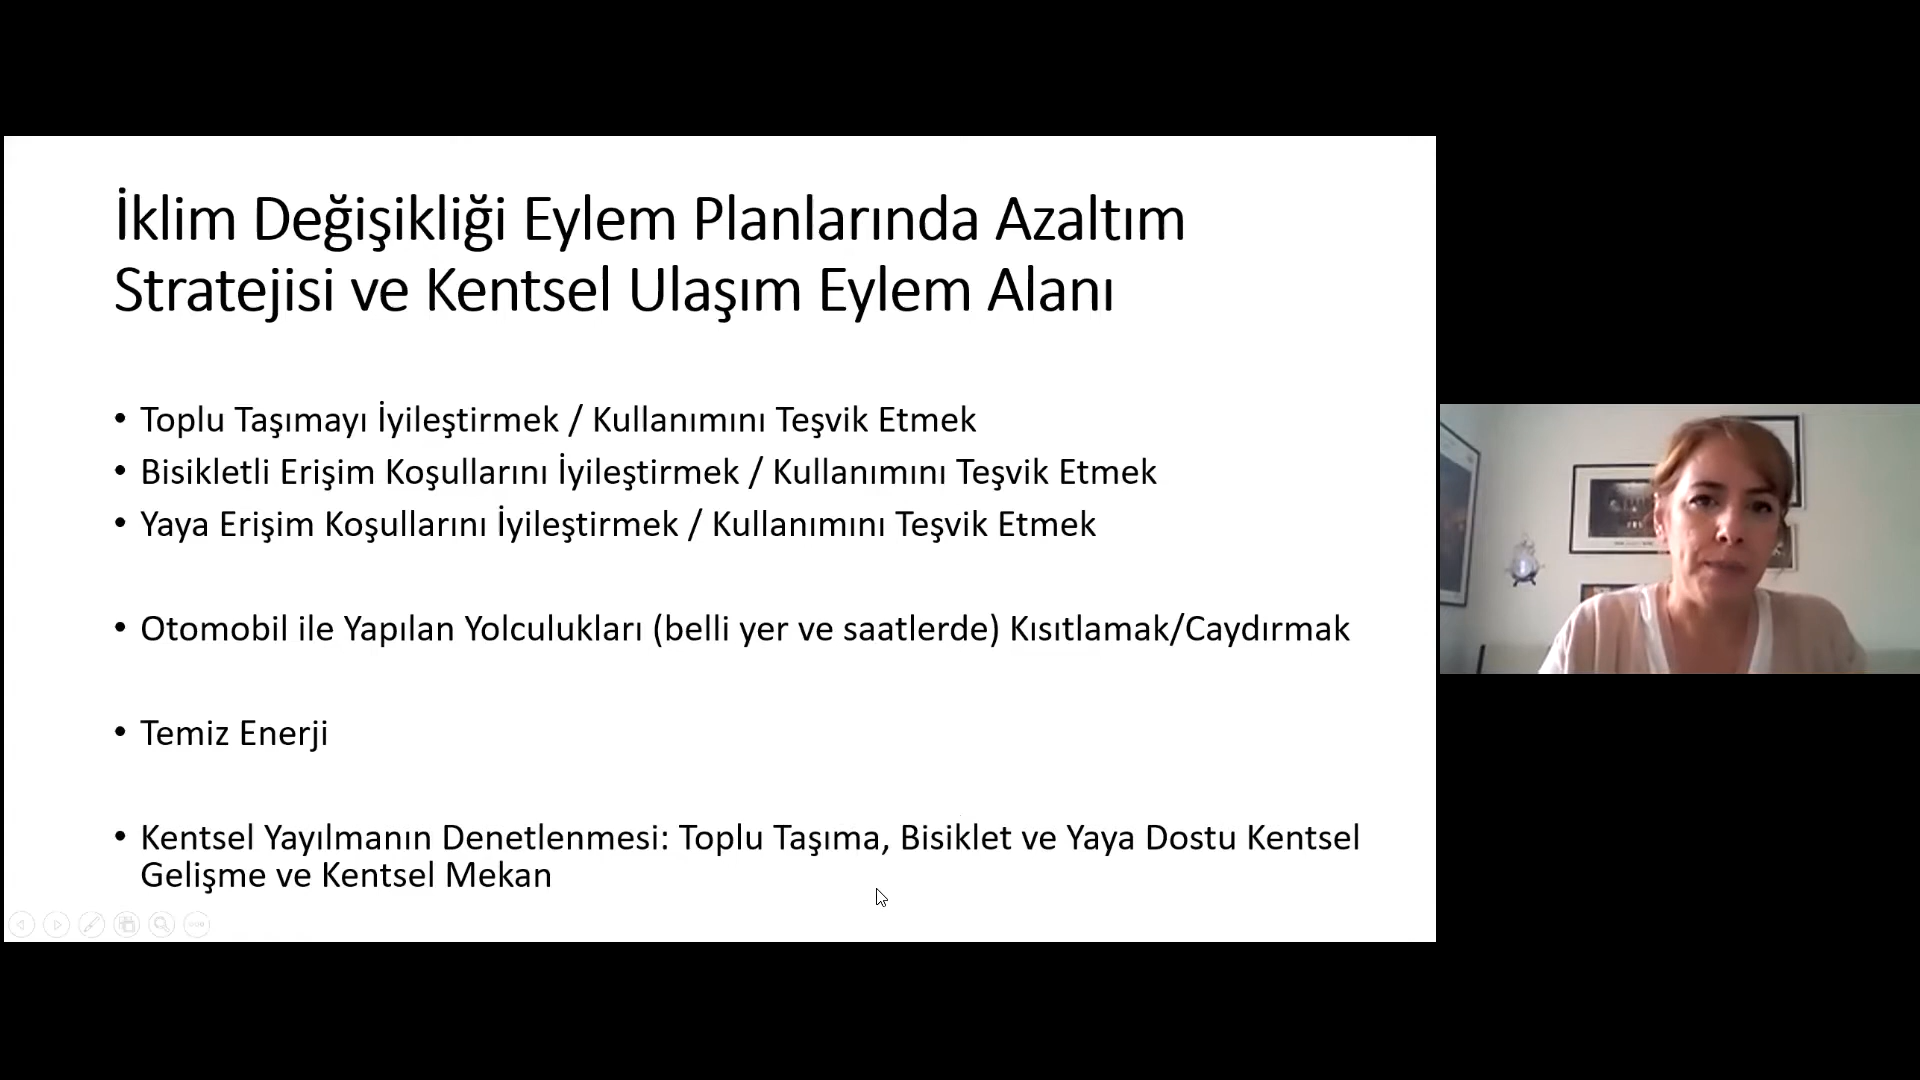 İklim Değişikliği Eylem Planlarında Azaltım
Stratejisi ve Kentsel Ulaşım Eylem Alanı
• Toplu Taşımayı İyileştirmek / Kullanımını Teşvik Etmek
• Bisikletli Erişim Koşullarını İyileştirmek / Kullanımını Teşvik Etmek
• Yaya Erişim Koşullarını İyileştirmek / Kullanımını Teşvik Etmek
• Otomobil ile Yapılan Yolculukları (belli yer ve saatlerde) Kısıtlamak/Caydırmak
• Temiz Enerji
• Kentsel Yayılmanın Denetlenmesi: Toplu Taşıma, Bisiklet ve Yaya Dostu Kentsel
Gelişme ve Kentsel Mekan